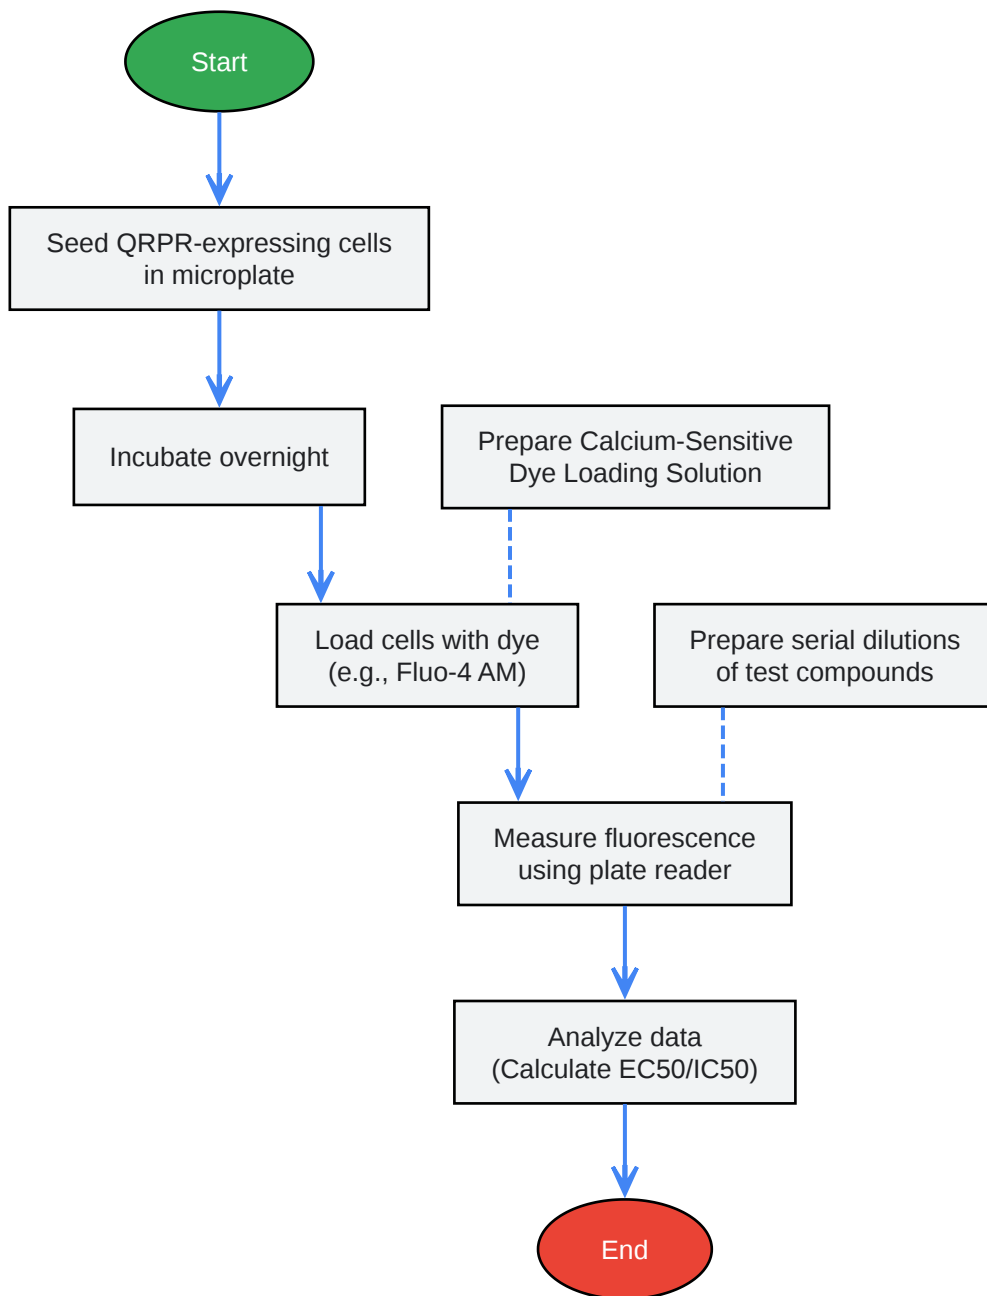 Start
Seed QRPR-expressing cells
in microplate
Incubate overnight
Prepare Calcium-Sensitive
Dye Loading Solution
Load cells with dye
(e.g., Fluo-4 AM)
Prepare serial dilutions
of test compounds
Measure fluorescence
using plate reader
Analyze data
(Calculate EC50/IC50)
End